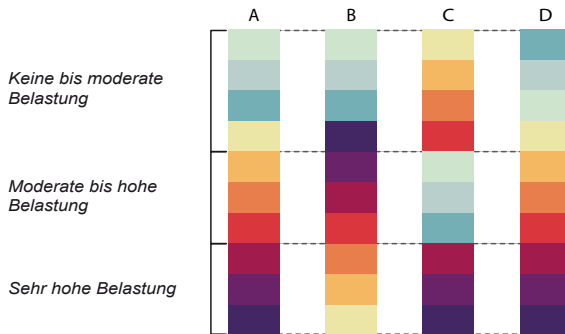 A B C D
Keine bis moderate
Belastung
Moderate bis hohe
Belastung
Sehr hohe Belastung